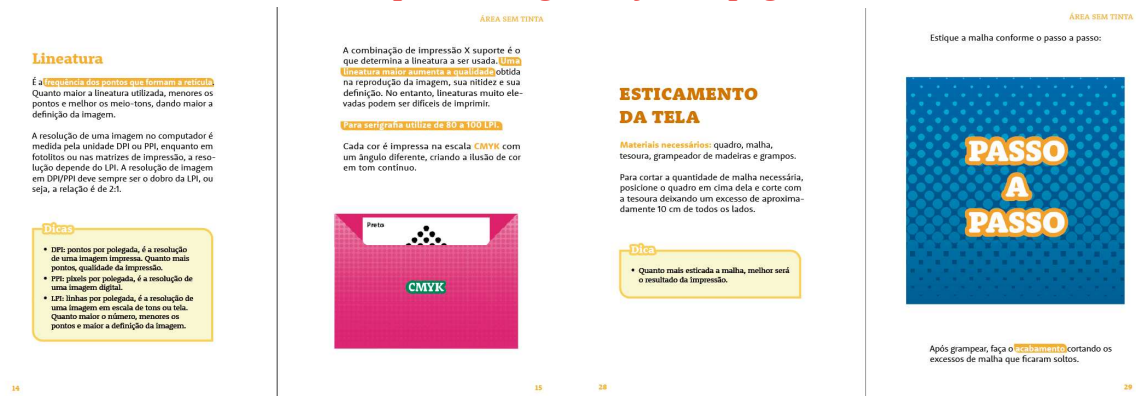 Lineatura
É a frequência dos pontos que formam a retícula.
Quanto maior a lineatura utilizada, menores os
pontos e melhor os meio-tons, dando maior a
definição da imagem.
A resolução de uma imagem no computador é
medida pela unidade DPI ou PPI, enquanto em
fotolitos ou nas matrizes de impressão, a reso-
lução depende do LPI. A resolução de imagem
em DPI/PPI deve sempre ser o dobro da LPI, ou
seja, a relação é de 2:1.
Dicas
• DPI: pontos por polegada, é a resolução
de uma imagem impressa. Quanto mais
pontos, qualidade da impressão.
• PPI: pixels por polegada, é a resolução de
uma imagem digital.
• LPI: linhas por polegada, é a resolução de
uma imagem em escala de tons ou tela.
Quanto maior o número, menores os
pontos e maior a definição da imagem.
14
ÁREA SEM TINTA
A combinação de impressão X suporte é o
que determina a lineatura a ser usada. Uma
lineatura maior aumenta a qualidade obtida
na reprodução da imagem, sua nitidez e sua
definição. No entanto, lineaturas muito ele-
vadas podem ser difíceis de imprimir.
Para serigrafia utilize de 80 a 100 LPI.
Cada cor é impressa na escala CMYK com
um ângulo diferente, criando a ilusão de cor
em tom contínuo.
Preto
CMYK
15
ESTICAMENTO
DA TELA
Materiais necessários: quadro, malha,
tesoura, grampeador de madeiras e grampos.
Para cortar a quantidade de malha necessária,
posicione o quadro em cima dela e corte com
a tesoura deixando um excesso de aproxima-
damente 10 cm de todos os lados.
Dica
• Quanto mais esticada a malha, melhor será
o resultado da impressão.
28
ÁREA SEM TINTA
Estique a malha conforme o passo a passo:
PASSO
A
PASSO
Após grampear, faça o acabamento cortando os
excessos de malha que ficaram soltos.
29